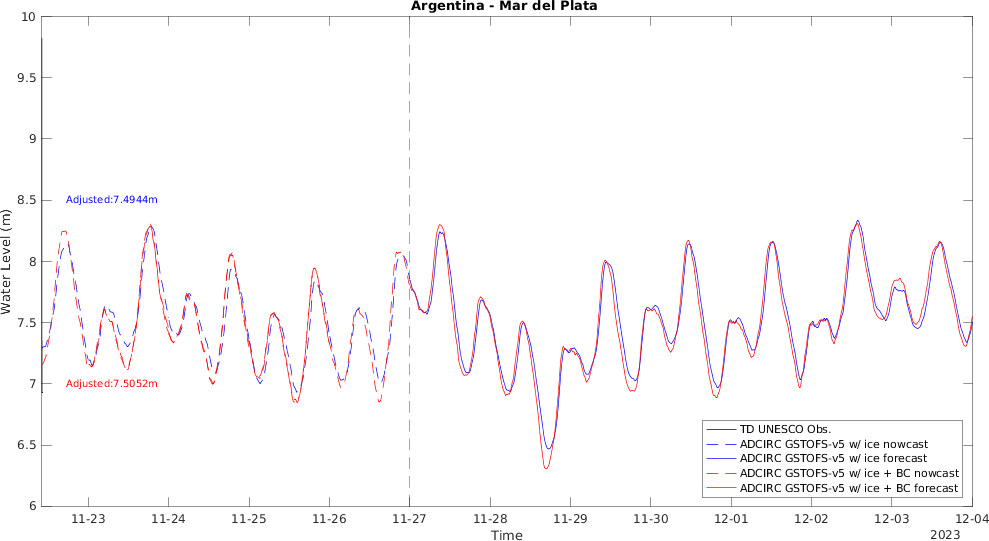 Argentina - Mar del Plata
10
9.5
9
8.5
8
7.5
7
6.5
6
Water Level (m)
Adjusted:7.4944m
Adjusted:7.5052m
TD UNESCO Obs.
ADCIRC GSTOFS-v5 w/ ice nowcast
ADCIRC GSTOFS-v5 w/ ice forecast
ADCIRC GSTOFS-v5 w/ ice + BC nowcast
ADCIRC GSTOFS-v5 w/ ice + BC forecast
11-23 11-24 11-25 11-26 11-27 11-28 11-29 11-30 12-01 12-02 12-03 12-04
Time
2023